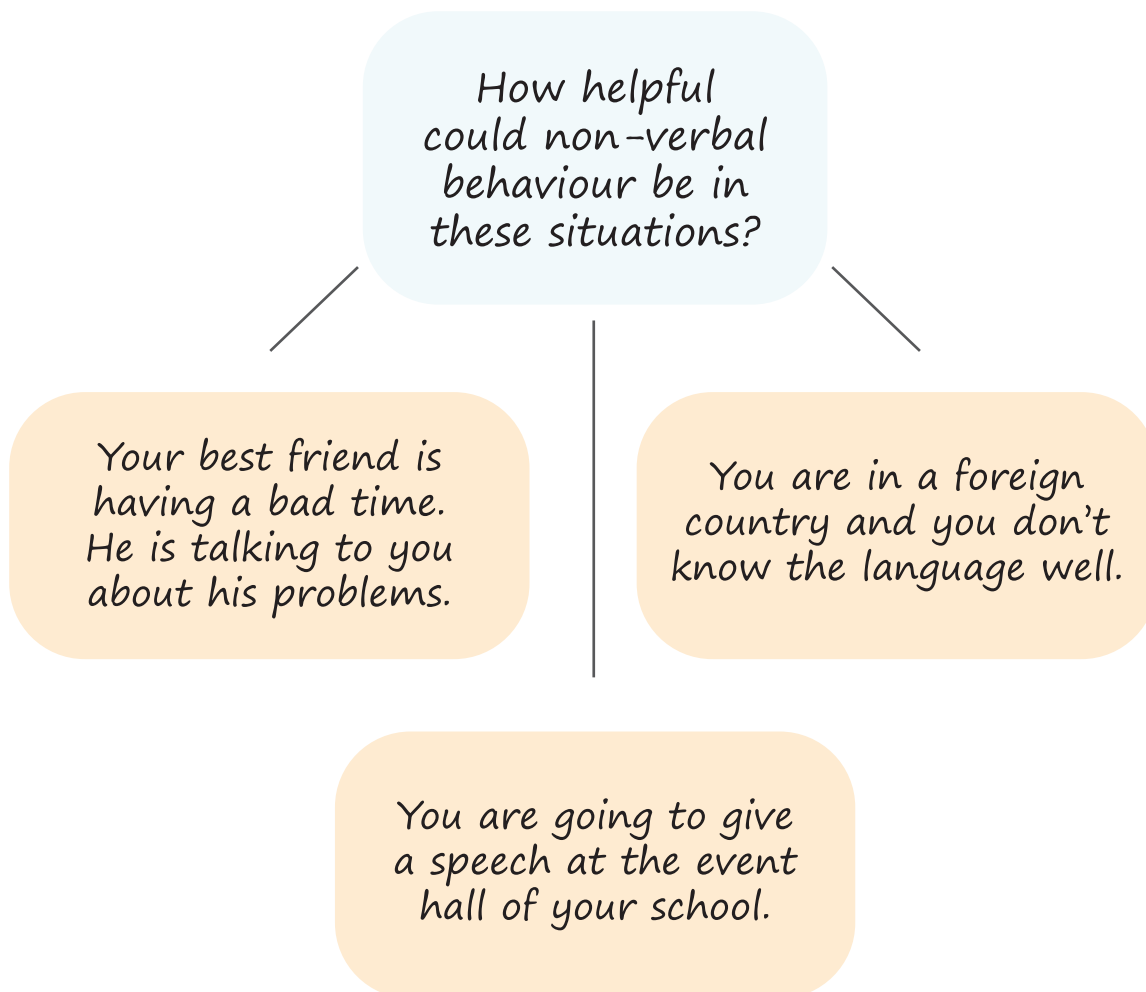 How helpful
could non-verbal
behaviour be in
these situations?
Your best friend is
having a bad time.
He is talking to you
about his problems.
You are in a foreign
country and you don't
know the language well.
You are going to give
a speech at the event
hall of your school.